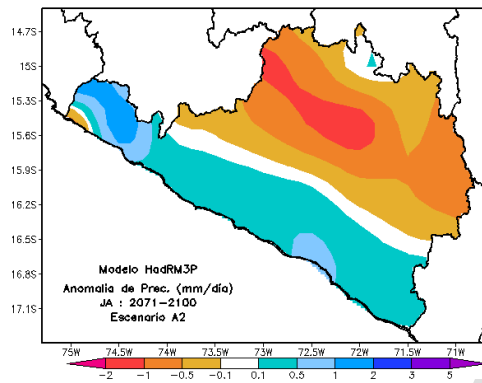 14.7S
15S
15.3S
15.6S
15.9S
16.2S
16.5S
16.8S
17.1S
Modelo HadRM3P
Anomalia de Prec. (mm/día)
JA : 2071-2100
Escenario A2
75W 74.5W 74W 73.5W 73W 72.5W 72W 71.5W 71W
-2 -1 -0.5 -0.1 0.1 0.5 1 2 3 5